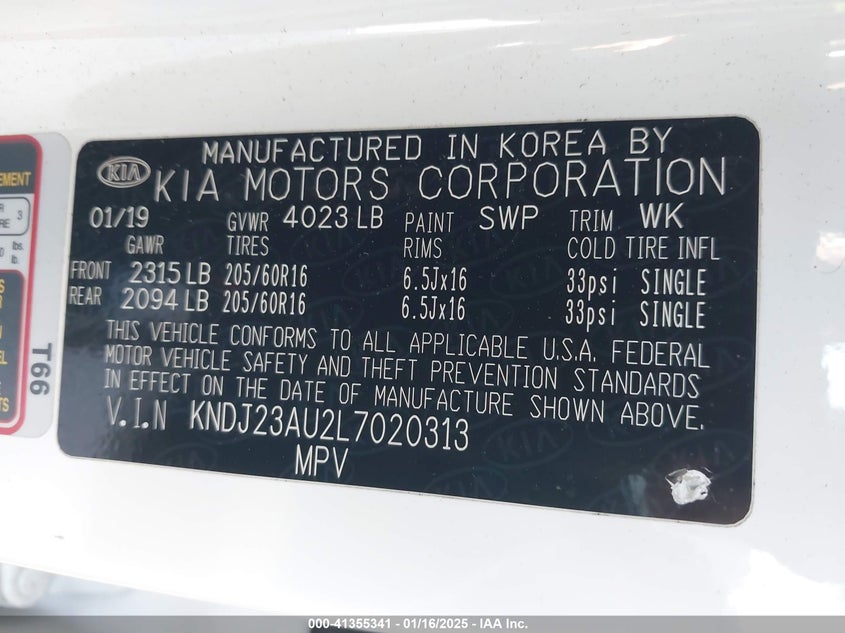 MANUFACTURED IN KOREA BY
KIA KIA MOTORS CORPORATION
01/19 GVWR 4023 LB PAINT SWP TRIM WK
GAWR TIRES RIMS COLD TIRE INFL
FRONT 2315 LB 205/60R16 6.5Jx16 33psi SINGLE
REAR 2094 LB 205/60R16 6.5Jx16 33psi SINGLE
THIS VEHICLE CONFORMS TO ALL APPLICABLE U.S.A. FEDERAL
MOTOR VEHICLE SAFETY AND THEFT PREVENTION STANDARDS
IN EFFECT ON THE DATE OF MANUFACTURE SHOWN ABOVE.
V.I.N KNDJ23AU2L7020313
MPV
T66
000-41355341 - 01/16/2025 - © IAA Inc.